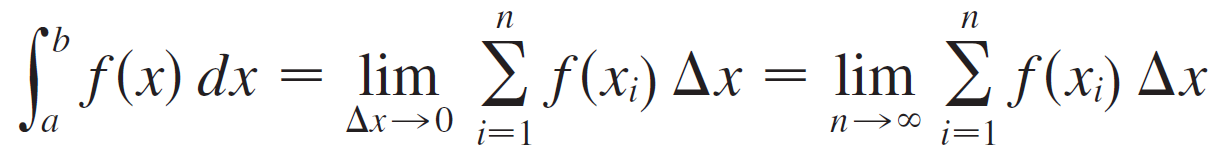 ∫_a^b f(x) dx = lim_{Δx→0} ∑_{i=1}^n f(x_i) Δx = lim_{n→∞} ∑_{i=1}^n f(x_i) Δx